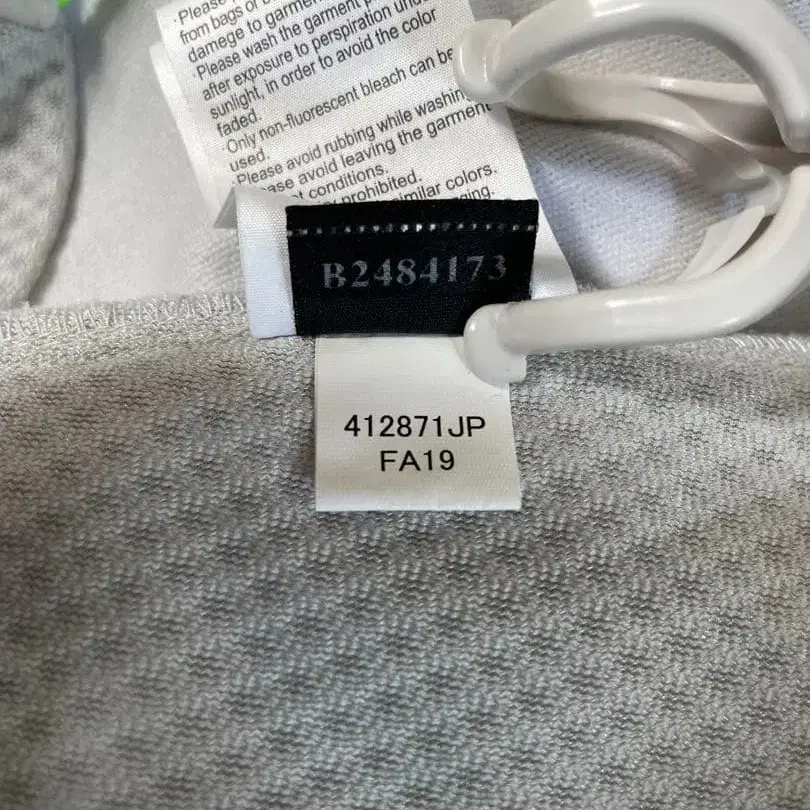 ·Please
from bags or
damage to garment
·Please wash the garment
after exposure to perspiration
sunlight, in order to avoid the color
faded.
·Only non-fluorescent bleach can be
used.
·Please avoid rubbing while washing
ease avoid leaving the garment
conditions.
prohibited.
similar colors.
B2484173
412871JP
FA19